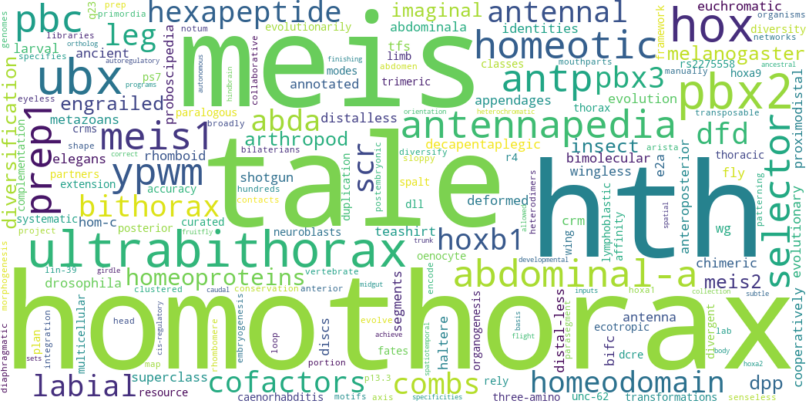 pbc
q23
prep
primordia
hexapeptide
notum
imaginal
antennal
hox
euchromatic
organisms
genomes
libraries
ortholog
leg
evolutionarily
abdominala
identities
framework
diversity
networks
specifies
autoregulatory
larval
proboscipedia
autonomous
hindbrain
collaborative
meis
tfs
limb
homeotic
melanogaster
ubx
ancient
programs
finishing
abdomen
modes
trimeric
classes
mouthparts
rs2275558
manually
hoxa9
ancestral
ps7
annotated
antp
pbx3
pbx2
transposable
eyeless
engrailed
paralogous
specificities
distalless
appendages
evolution
diversification
complementation
metazoans
crms
meis1
broadly
abda
orientation
heterochromatic
antennapedia
thorax
dfd
proximodistal
prep1
shape
correct
bilaterians
arthropod
diversify
decapentaplegic
insect
arista
thoracic
selector
elegans
rhomboid
tale
scr
sloppy
r4
bimolecular
e2a
fly
patterning
partners
ypwm
shotgun
duplication
postembryonic
spalt
wingless
hth
extension
accuracy
hundreds
contacts
dll
deformed
allowed
heterodimers
crm
lymphoblastic
affinity
anteroposterior
spatial
systematic
bithorax
hom-c
curated
posterior
teashirt
hoxb1
wing
wg
project
fruitfly
neuroblasts
trunk
developmental
chimeric
evolutionary
cooperatively
morphogenesis
lin-39
girdle
ultrabithorax
oenocyte
abdominal-a
meis2
drosophila
homeoproteins
vertebrate
encode
segments
hoxa1
inputs
collection
subtle
clustered
caudal
conservation
anterior
midgut
homothorax
multicellular
head
cis-regulatory
rhombomere
embryogenesis
evolve
achieve
spatiotemporal
haltere
organogenesis
basis
flight
distal-less
parasegment
antenna
ecotropic
divergent
lab
body
diaphragmatic
sets
plan
integration
map
discs
loop
portion
fates
bifc
dcre
hoxa2
labial
superclass
resource
cofactors
p13.3
axis
combs
rely
homeodomain
dpp
caenorhabditis
motifs
three-amino
unc-62
transformations
senseless